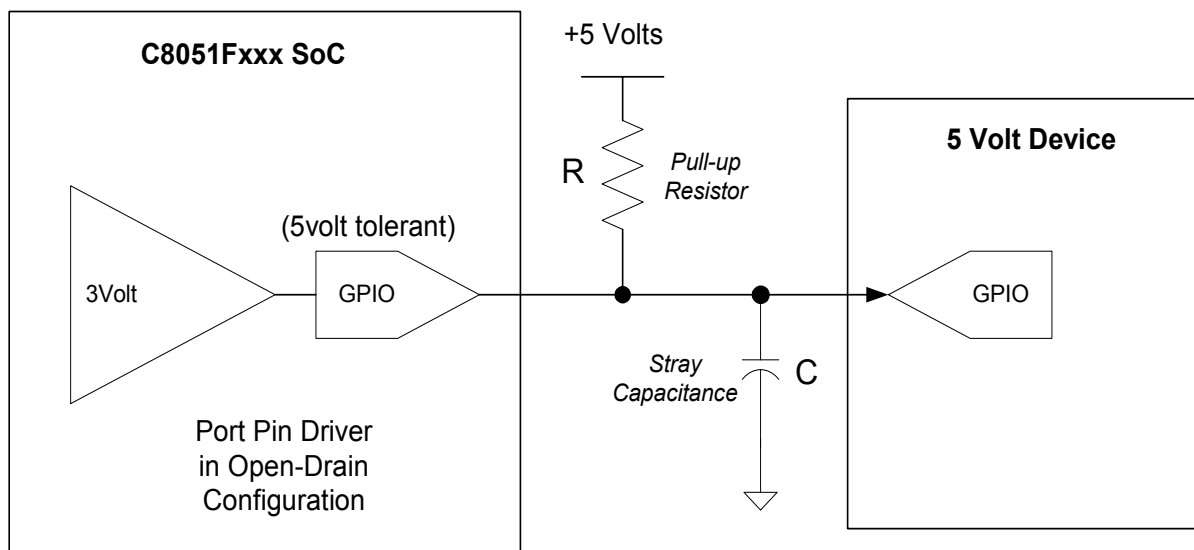 C8051Fxxx SoC
+5 Volts
5 Volt Device
R
Pull-up
Resistor
(5volt tolerant)
3Volt
GPIO
GPIO
Stray
Capacitance
C
Port Pin Driver
in Open-Drain
Configuration